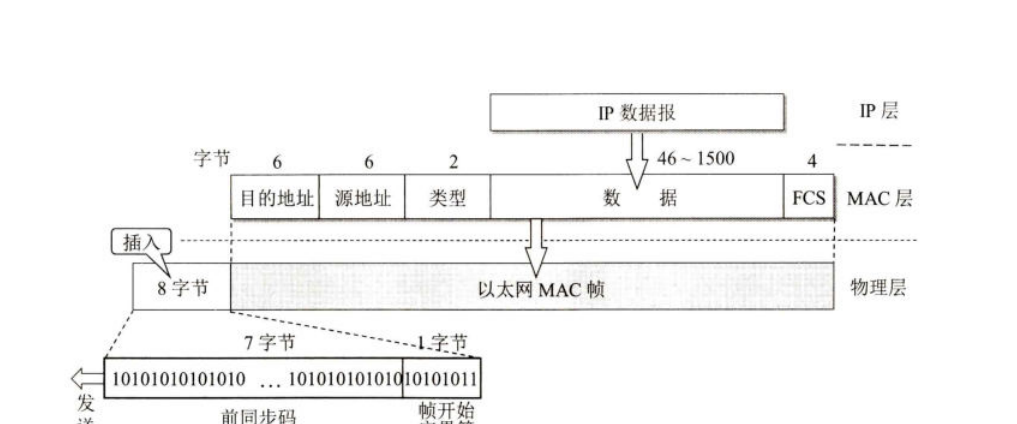 IP 数据报
IP 层
字节 6 6 2 46 ~ 1500 4
目的地址 源地址 类型 数 据 FCS MAC 层
插入
8 字节 以太网 MAC 帧 物理层
7 字节 1 字节
10101010101010 … 101010101010 10101011
发
前同步码 帧开始